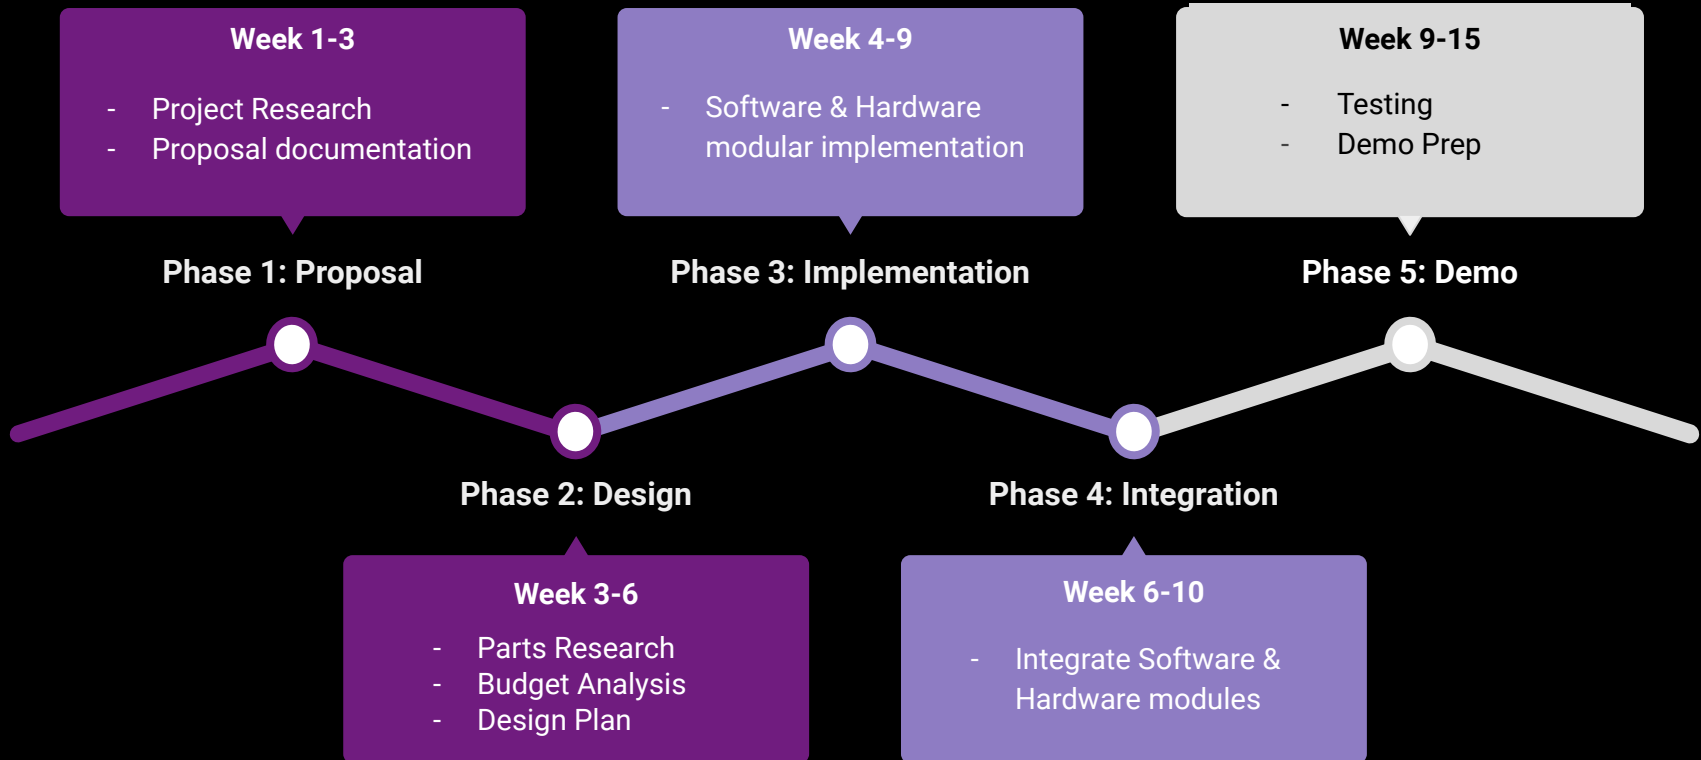 Week 1-3
- Project Research
- Proposal documentation
Phase 1: Proposal
Week 4-9
- Software & Hardware
modular implementation
Phase 3: Implementation
Week 9-15
- Testing
- Demo Prep
Phase 5: Demo
Phase 2: Design
Week 3-6
- Parts Research
- Budget Analysis
- Design Plan
Phase 4: Integration
Week 6-10
- Integrate Software &
Hardware modules